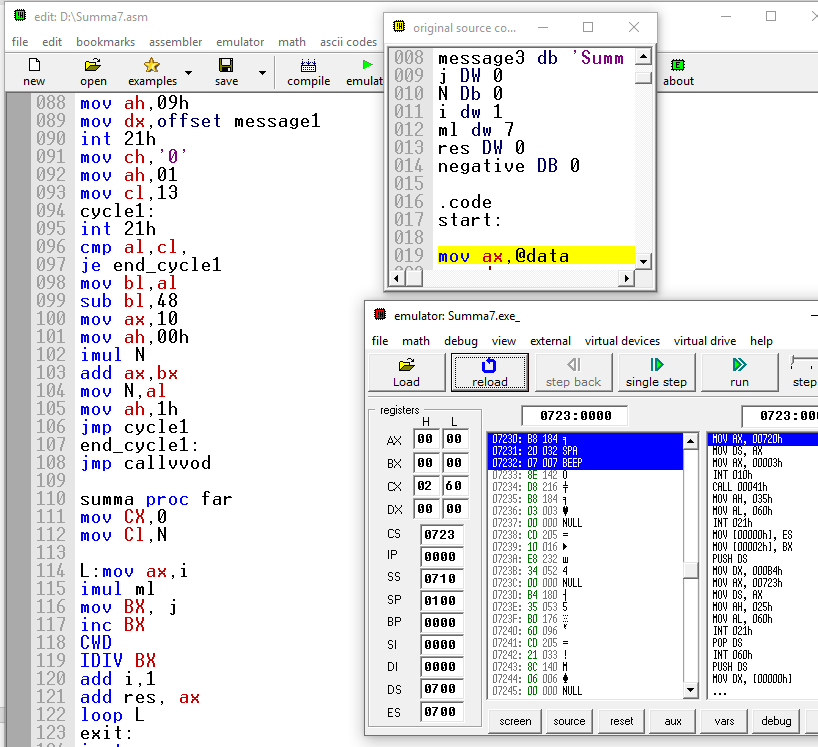 edit: D:\Summa7.asm
file edit bookmarks assembler emulator math ascii codes
new open examples save compile emulat about
088 mov ah,09h
089 mov dx,offset message1
090 int 21h
091 mov ch,'0'
092 mov ah,01
093 mov cl,13
094 cycle1:
095 int 21h
096 cmp al,cl,
097 je end_cycle1
098 mov bl,al
099 sub bl,48
100 mov ax,10
101 mov ah,00h
102 imul N
103 add ax,bx
104 mov N,al
105 mov ah,1h
106 jmp cycle1
107 end_cycle1:
108 jmp callvvod
109
110 summa proc far
111 mov CX,0
112 mov Cl,N
113
114 L:mov ax,i
115 imul ml
116 mov BX, j
117 inc BX
118 CWD
119 IDIV BX
120 add i,1
121 add res, ax
122 loop L
123 exit:
original source co...
008 message3 db 'Summ
009 j DW 0
010 N Db 0
011 i dw 1
012 ml dw 7
013 res DW 0
014 negative DB 0
015
016 .code
017 start:
018
019 mov ax,@data
emulator: Summa7.exe_
file math debug view external virtual devices virtual drive help
Load reload step back single step run step
registers
H L
AX 00 00
BX 00 00
CX 02 60
DX 00 00
CS 0723
IP 0000
SS 0710
SP 0100
BP 0000
SI 0000
DI 0000
DS 0700
ES 0700
0723:0000
07230: B8 184 ╕
07231: 20 032 SPA
07232: 07 007 BEEP
07233: 8E 142 О
07234: D8 216 ╪
07235: B8 184 ╕
07236: 03 003 ♥
07237: 00 000 NULL
07238: CD 205 =
07239: 10 016 ►
0723A: E8 232 ш
0723B: 34 052 4
0723C: 00 000 NULL
0723D: B4 180 ┤
0723E: 35 053 5
0723F: B0 176 ░
07240: 60 096 `
07241: CD 205 =
07242: 21 033 !
07243: 8C 140 М
07244: 06 006 ♠
07245: 00 000 NULL
0723:00
MOV AX, 00720h
MOV DS, AX
MOV AX, 00003h
INT 010h
CALL 00041h
MOV AH, 035h
MOV AL, 060h
INT 021h
MOV [00000h], ES
MOV [00002h], BX
PUSH DS
MOV DX, 000B4h
MOV AX, 00723h
MOV DS, AX
MOV AH, 025h
MOV AL, 060h
INT 021h
POP DS
INT 060h
PUSH DS
MOV DX, [00000h]
...
screen source reset aux vars debug